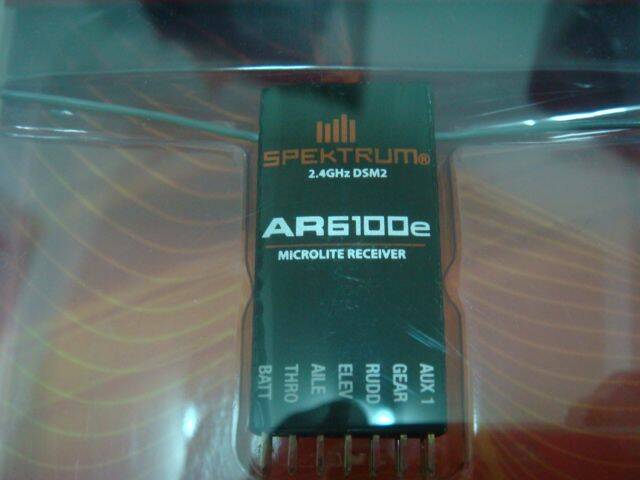 SPEKTRUM®
2.4GHz DSM2
AR6100e
MICROLITE RECEIVER
BATT
THRO
AILE
ELEV
RUDD
GEAR
AUX 1